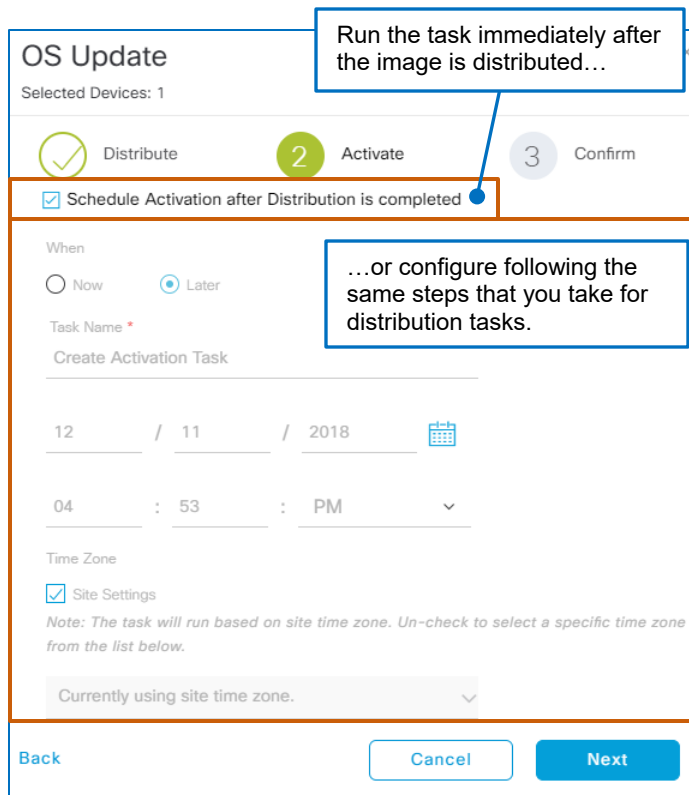 Run the task immediately after
the image is distributed…
OS Update
Selected Devices: 1
Distribute
2
Activate
3
Confirm
Schedule Activation after Distribution is completed
When
Now
Later
…or configure following the
same steps that you take for
distribution tasks.
Task Name *
Create Activation Task
12 / 11 / 2018
04 : 53 : PM
Time Zone
Site Settings
Note: The task will run based on site time zone. Un-check to select a specific time zone
from the list below.
Currently using site time zone.
Back
Cancel
Next